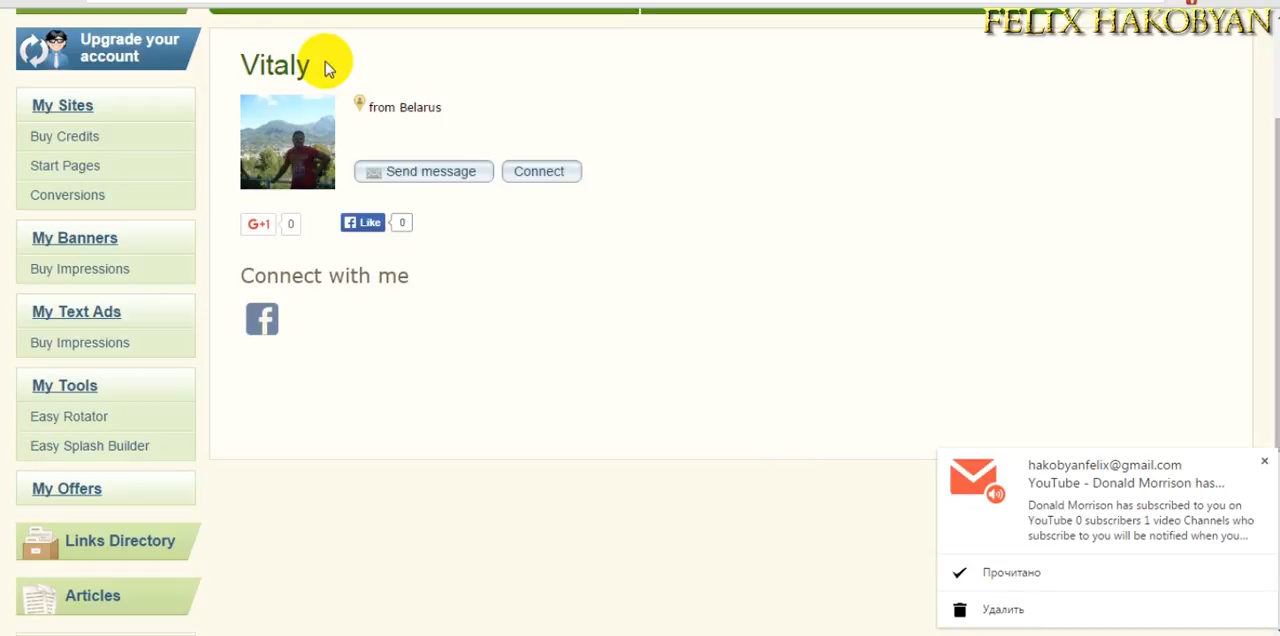 FELIX HAKOBYAN
Upgrade your
account
My Sites
Buy Credits
Start Pages
Conversions
My Banners
Buy Impressions
My Text Ads
Buy Impressions
My Tools
Easy Rotator
Easy Splash Builder
My Offers
Links Directory
Articles
Vitaly
from Belarus
Send message
Connect
G+1
0
Like
0
Connect with me
hakobyanfelix@gmail.com
YouTube - Donald Morrison has...
Donald Morrison has subscribed to you on
YouTube 0 subscribers 1 video Channels who
subscribe to you will be notified when you...
Прочитано
Удалить